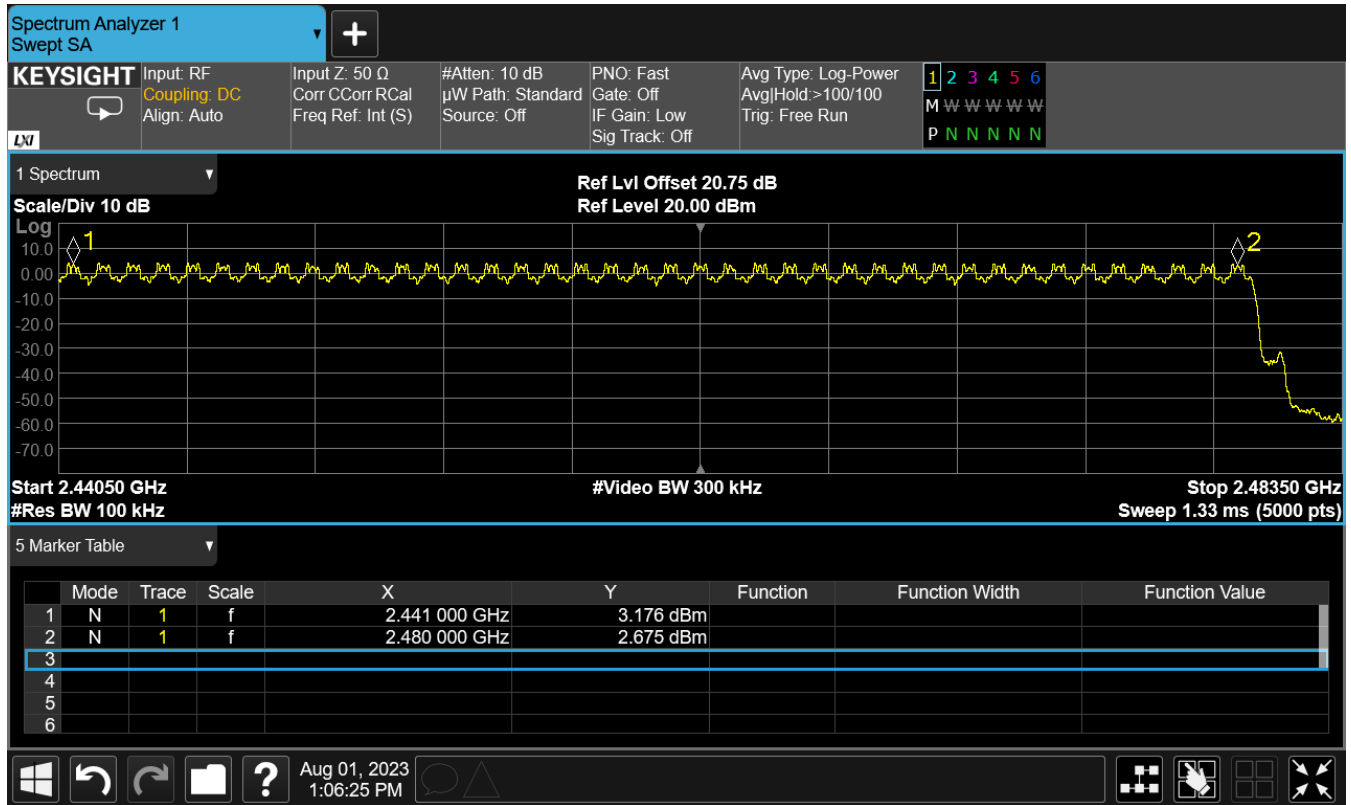 Spectrum Analyzer 1
Swept SA
+
KEYSIGHT
LXI
Input: RF
Coupling: DC
Align: Auto
Input Z: 50 Ω
Corr CCorr RCal
Freq Ref: Int (S)
#Atten: 10 dB
µW Path: Standard
Source: Off
PNO: Fast
Gate: Off
IF Gain: Low
Sig Track: Off
Avg Type: Log-Power
Avg|Hold:>100/100
Trig: Free Run
1 2 3 4 5 6
M W W W W W
P N N N N N
1 Spectrum
Scale/Div 10 dB
Ref Lvl Offset 20.75 dB
Ref Level 20.00 dBm
Log
10.0
0.00
-10.0
-20.0
-30.0
-40.0
-50.0
-60.0
-70.0
1
2
Start 2.44050 GHz
#Res BW 100 kHz
#Video BW 300 kHz
Stop 2.48350 GHz
Sweep 1.33 ms (5000 pts)
5 Marker Table
Mode Trace Scale X Y Function Function Width Function Value
1 N 1 f 2.441 000 GHz 3.176 dBm
2 N 1 f 2.480 000 GHz 2.675 dBm
3
4
5
6
?
Aug 01, 2023
1:06:25 PM